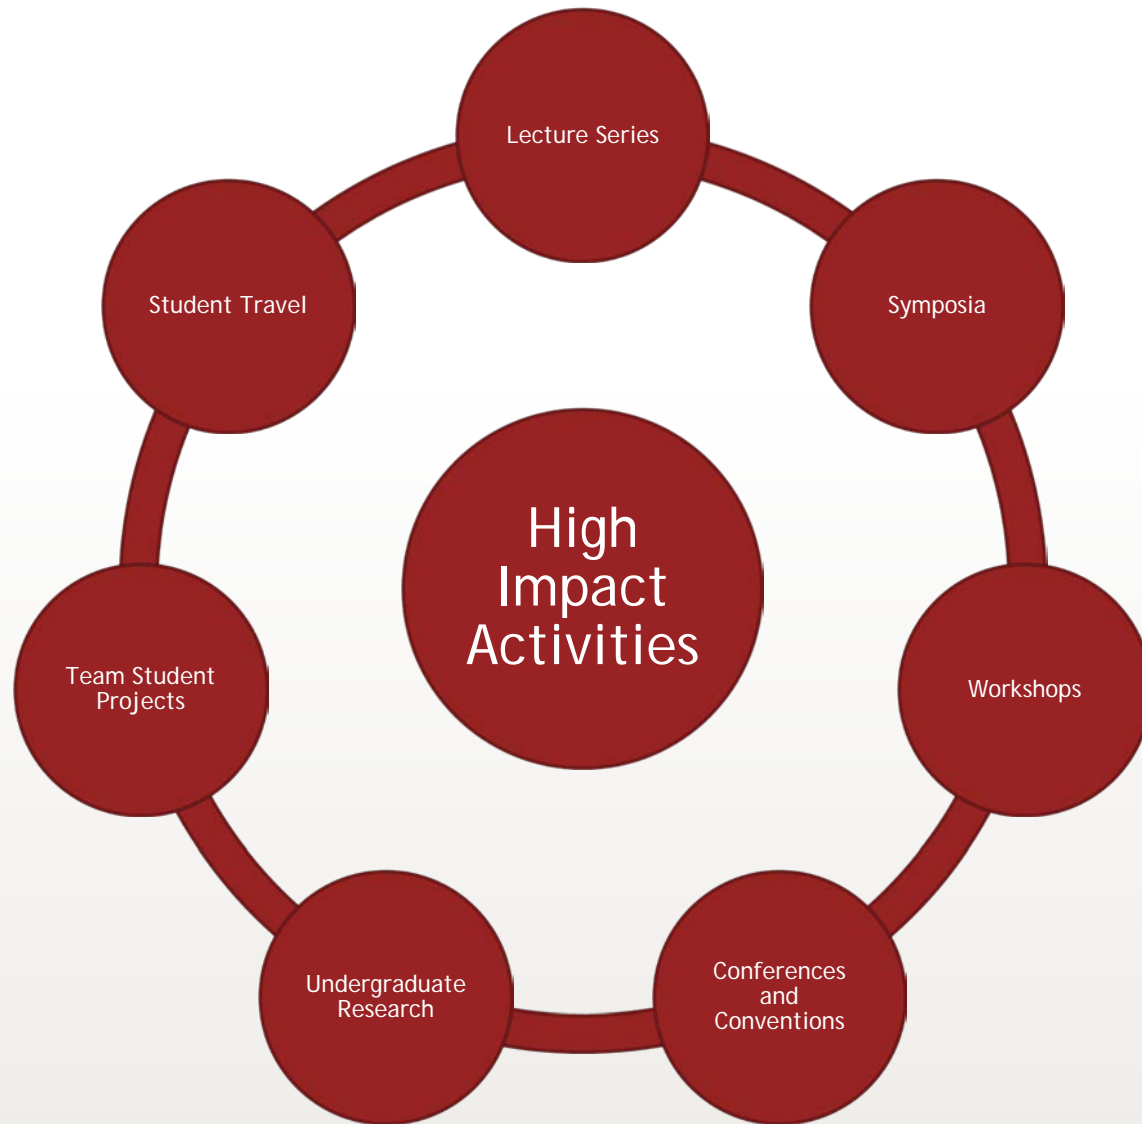 Lecture Series
Symposia
Workshops
Conferences
and
Conventions
Undergraduate
Research
Team Student
Projects
Student Travel
High
Impact
Activities